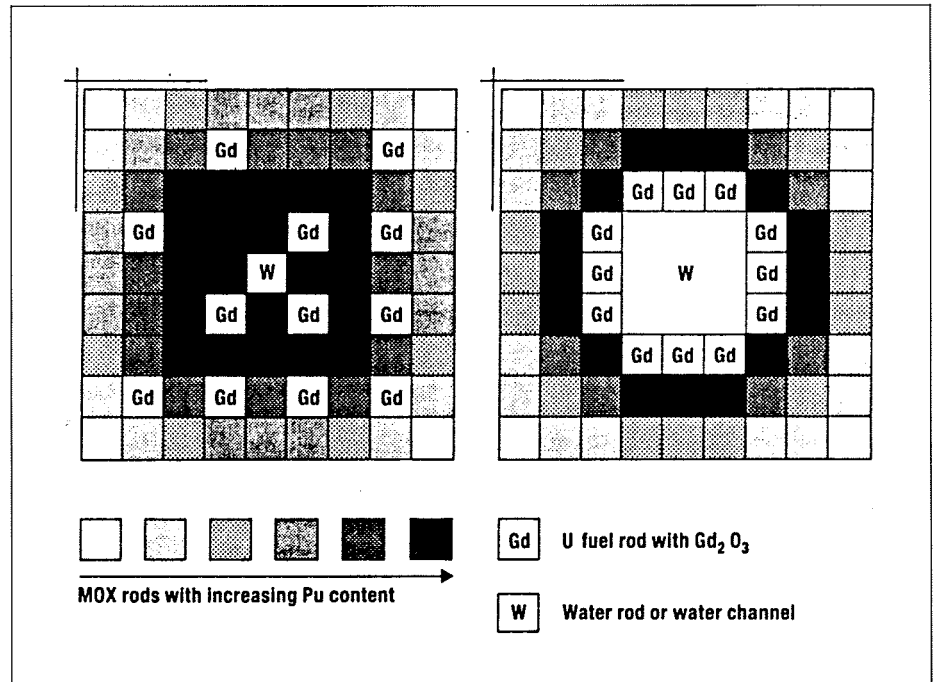 Gd Gd
Gd Gd Gd
Gd Gd Gd Gd Gd
W
Gd W Gd
Gd Gd Gd Gd Gd
Gd Gd Gd
Gd Gd Gd Gd
MOX rods with increasing Pu content
Gd U fuel rod with Gd2 O3
W Water rod or water channel